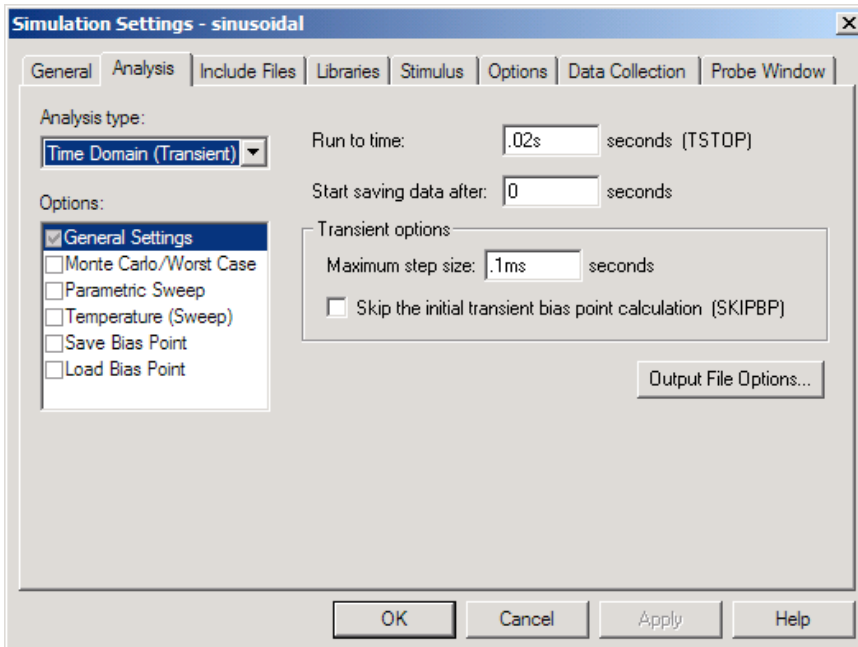 Simulation Settings - sinusoidal
General Analysis Include Files Libraries Stimulus Options Data Collection Probe Window
Analysis type:
Time Domain (Transient)
Options:
General Settings
Monte Carlo/Worst Case
Parametric Sweep
Temperature (Sweep)
Save Bias Point
Load Bias Point
Run to time: .02s seconds (TSTOP)
Start saving data after: 0 seconds
Transient options
Maximum step size: .1ms seconds
Skip the initial transient bias point calculation (SKIPBP)
Output File Options...
OK Cancel Apply Help